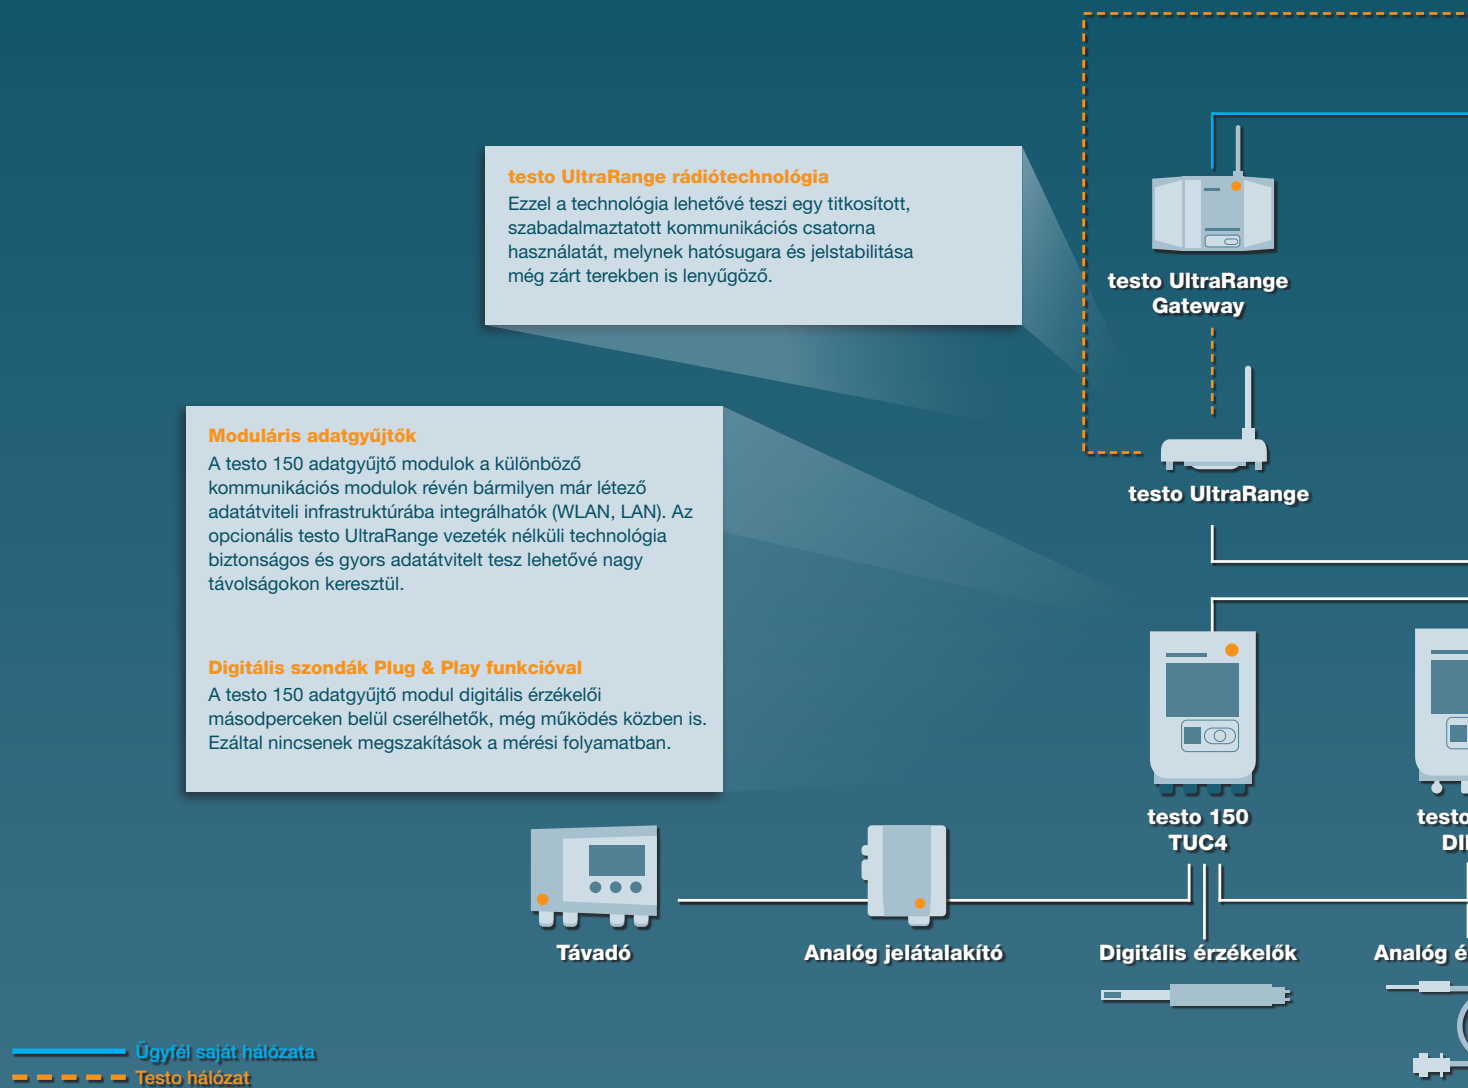 testo UltraRange rádiótechnológia
Ezzel a technológia lehetővé teszi egy titkosított,
szabadalmaztatott kommunikációs csatorna
használatát, melynek hatósugara és jelstabilitása
még zárt terekben is lenyűgöző.
testo UltraRange
Gateway
Moduláris adatgyűjtők
A testo 150 adatgyűjtő modulok a különböző
kommunikációs modulok révén bármilyen már létező
adatátviteli infrastruktúrába integrálhatók (WLAN, LAN). Az
opcionális testo UltraRange vezeték nélküli technológia
biztonságos és gyors adatátvitelt tesz lehetővé nagy
távolságokon keresztül.
testo UltraRange
Digitális szondák Plug & Play funkcióval
A testo 150 adatgyűjtő modul digitális érzékelői
másodperceken belül cserélhetők, még működés közben is.
Ezáltal nincsenek megszakítások a mérési folyamatban.
testo 150
TUC4
testo
Távadó
Analóg jelátalakító
Digitális érzékelők
Analóg
Ügyfél saját hálózata
Testo hálózat